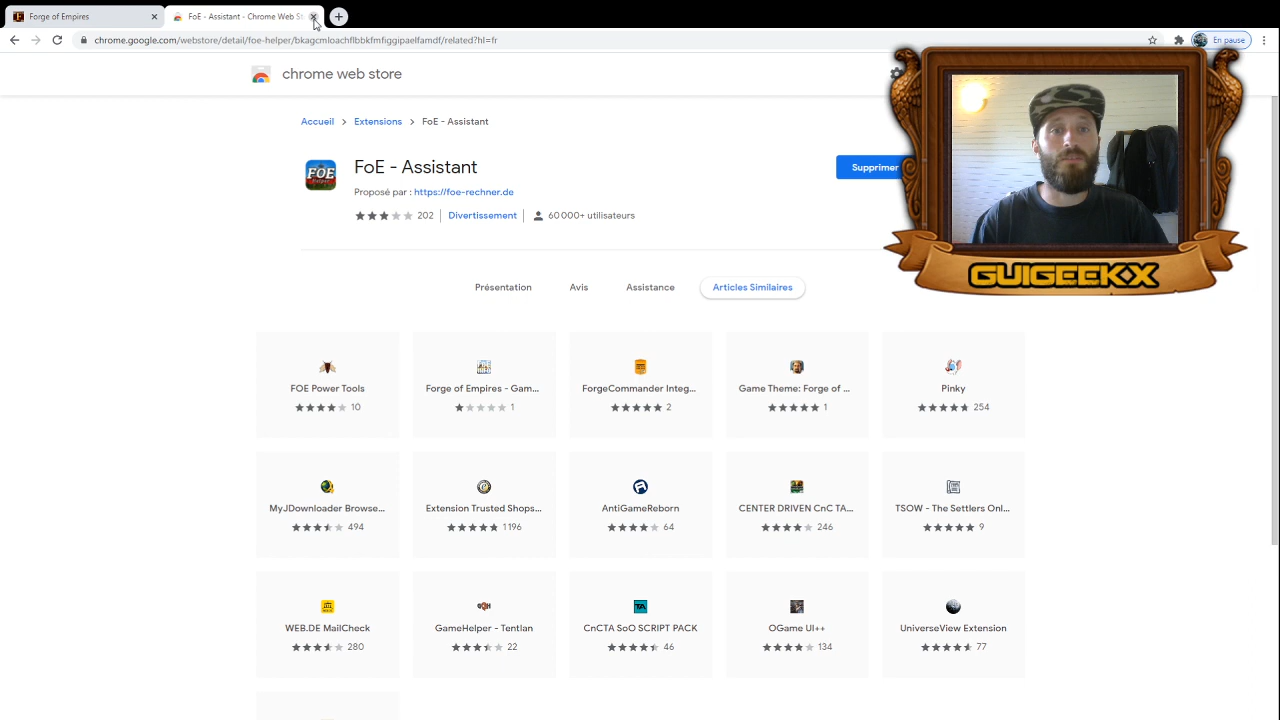 Forge of Empires
FoE - Assistant - Chrome Web St
chrome.google.com/webstore/detail/foe-helper/bkagcmloachflbbkfmfiggipaelfamdf/related?hl=fr
En pause
chrome web store
Accueil > Extensions > FoE - Assistant
FOE
FoE - Assistant
Supprimer
Proposé par : https://foe-rechner.de
202 Divertissement 60 000+ utilisateurs
GUIGEEKX
Présentation Avis Assistance Articles Similaires
FOE Power Tools Forge of Empires - Gam... ForgeCommander Integ... Game Theme: Forge of ... Pinky
10 1 2 1 254
MyJDownloader Browse... Extension Trusted Shops... AntiGameReborn CENTER DRIVEN CnC TA... TSOW - The Settlers Onl...
494 1 196 64 246 9
TA
WEB.DE MailCheck GameHelper - Tentlan CnCTA SoO SCRIPT PACK OGame UI++ UniverseView Extension
280 22 46 134 77